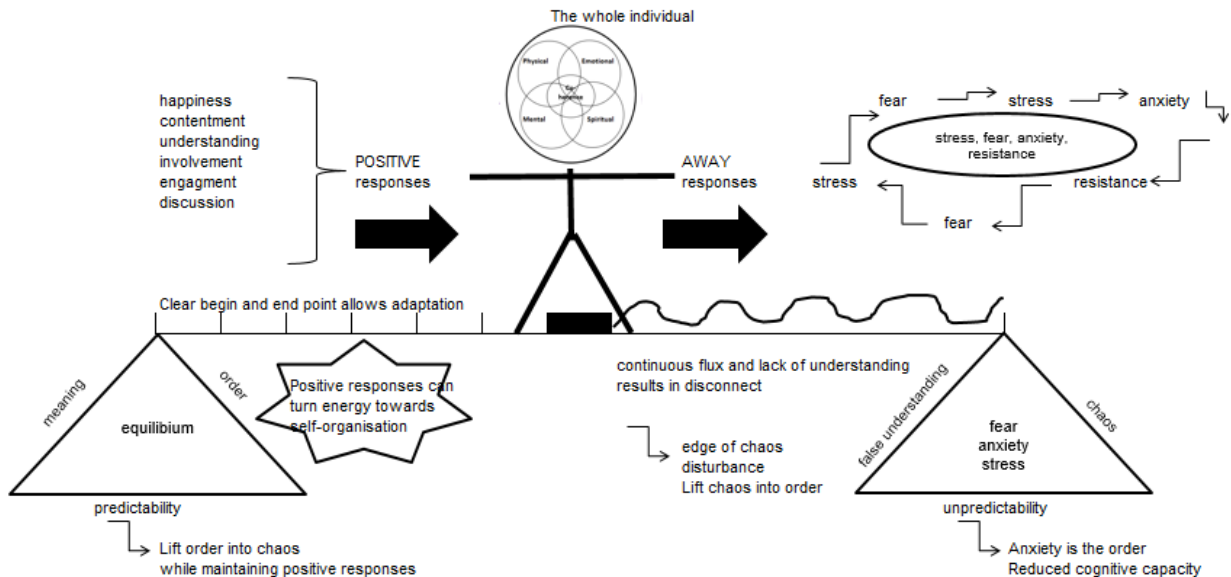 The whole individual
Physical
Emotional
Mental
Spiritual
happiness
contentment
understanding
involvement
engagment
discussion
POSITIVE
responses
AWAY
responses
fear
stress
anxiety
stress, fear, anxiety,
resistance
stress
resistance
fear
Clear begin and end point allows adaptation
meaning
order
equilibium
Positive responses can
turn energy towards
self-organisation
continuous flux and lack of understanding
results in disconnect
edge of chaos
disturbance
Lift chaos into order
false understanding
chaos
fear
anxiety
stress
predictability
Lift order into chaos
while maintaining positive responses
unpredictability
Anxiety is the order
Reduced cognitive capacity